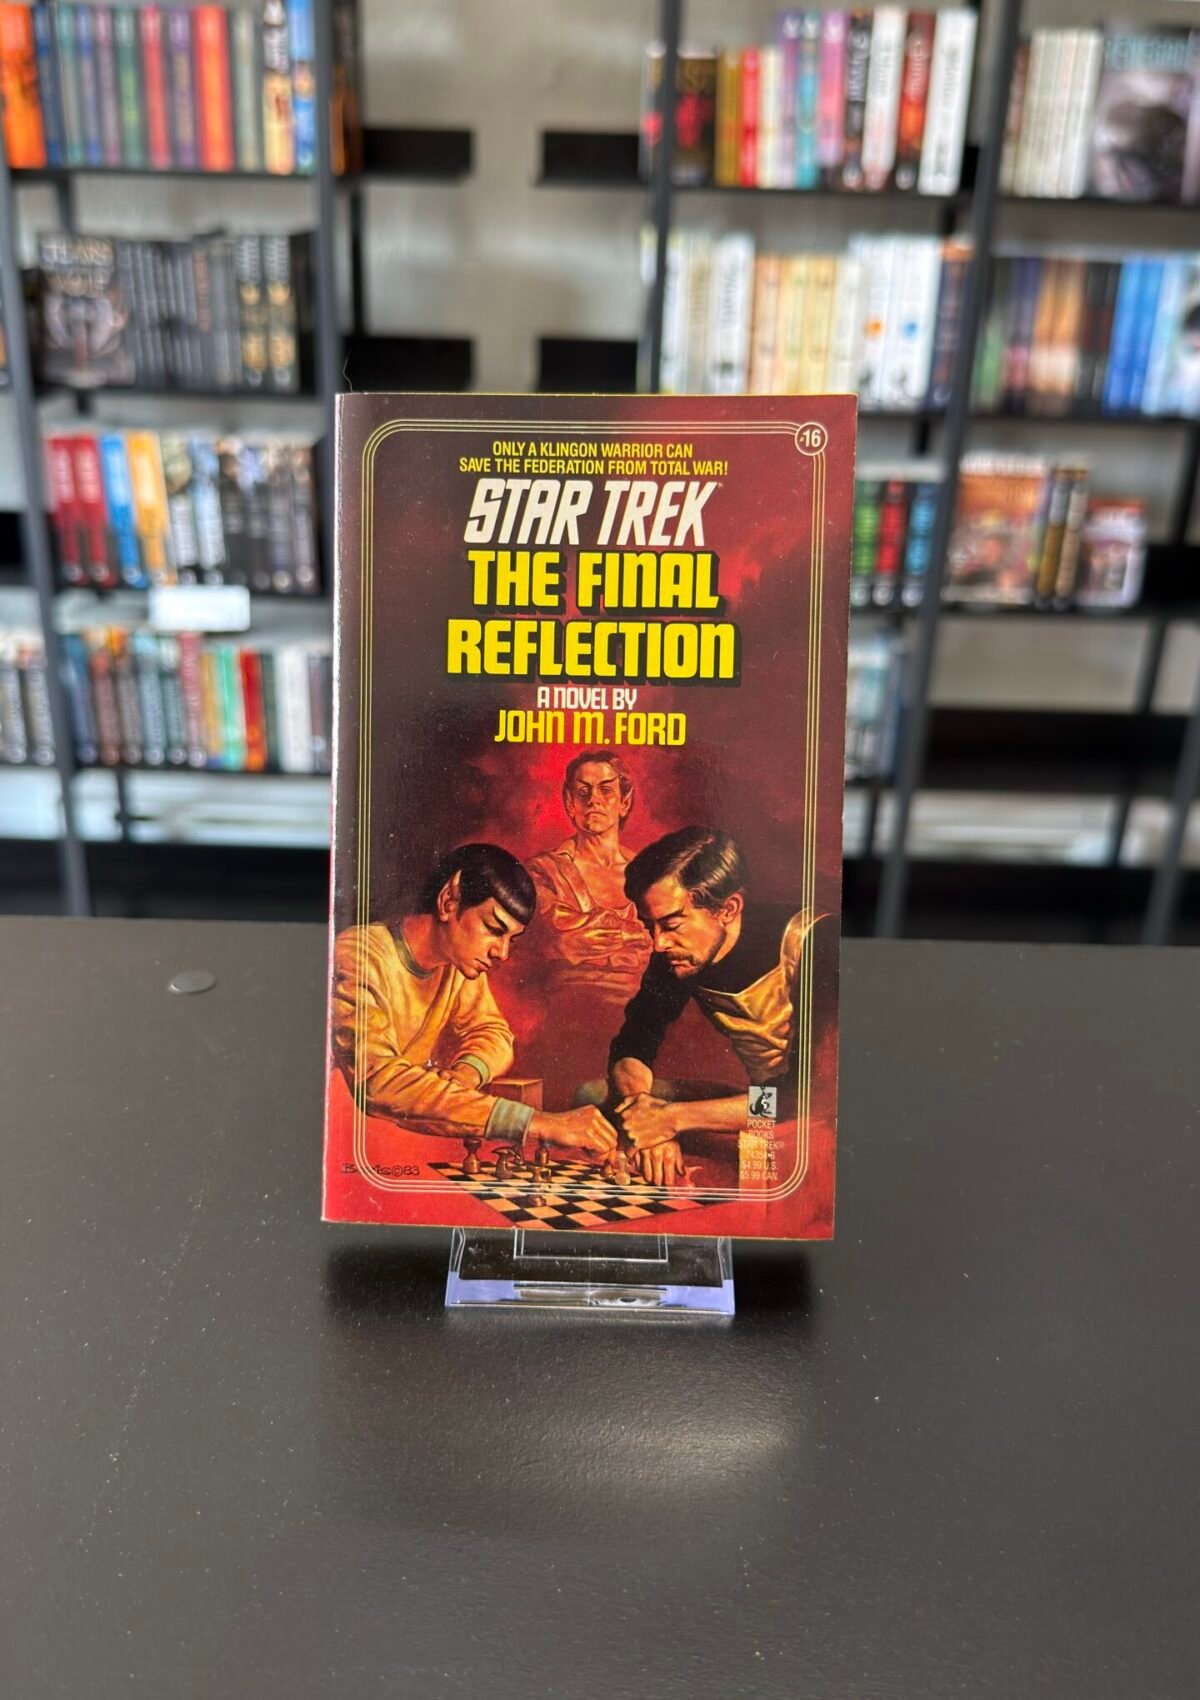 ONLY A KLINGON WARRIOR CAN
SAVE THE FEDERATION FROM TOTAL WAR!
16
STAR TREK
THE FINAL
REFLECTION
A NOVEL BY
JOHN M. FORD
©83
POCKET
BOOKS
STAR TREK®
$4.99 U.S.
$5.99 CAN.